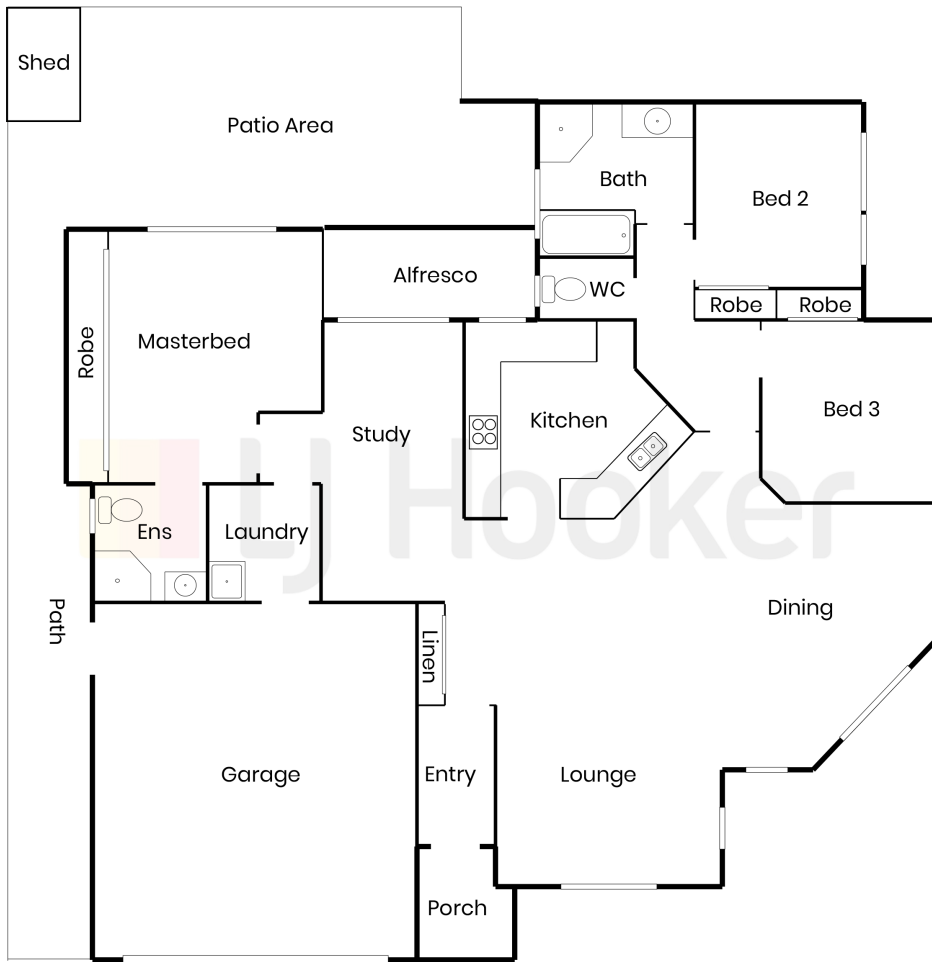 Shed
Patio Area
Bath
Bed 2
Alfresco
WC
Robe
Robe
Robe
Masterbed
Kitchen
Bed 3
Study
LJ Hooker
Ens
Laundry
Path
Linen
Dining
Garage
Entry
Lounge
Porch